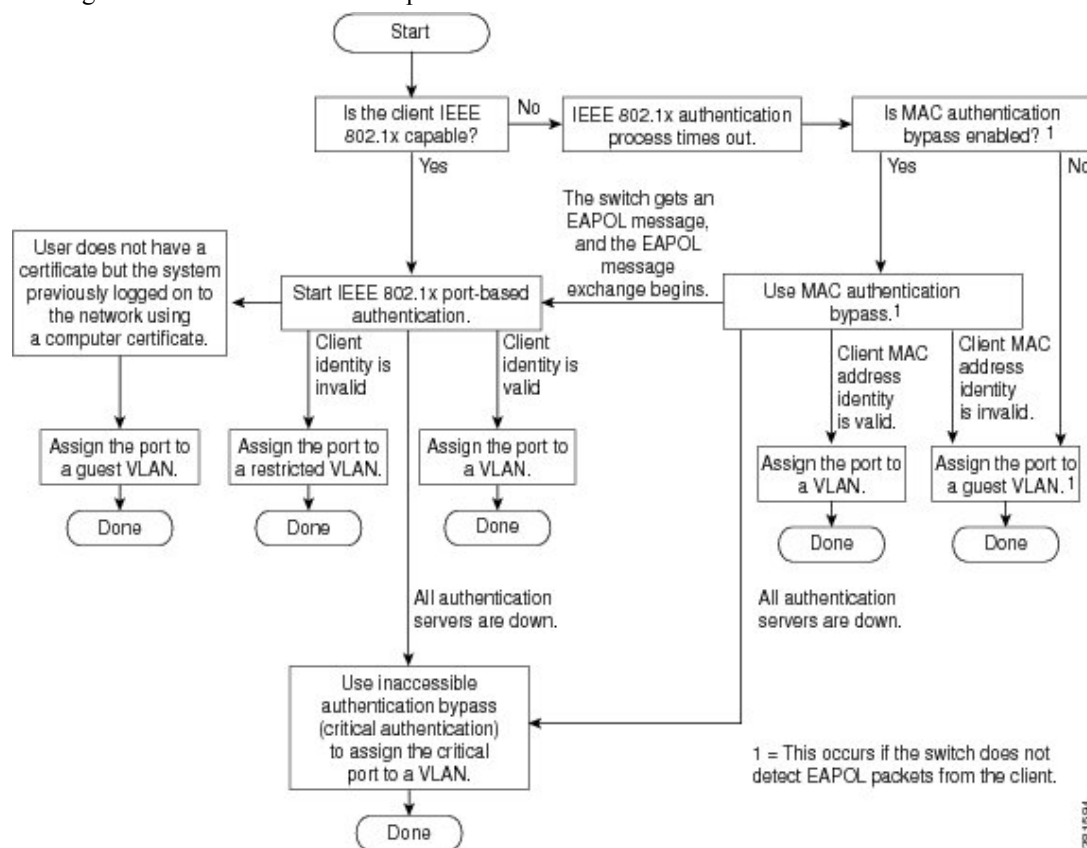 Start
Is the client IEEE
802.1x capable?
No
IEEE 802.1x authentication
process times out.
Is MAC authentication
bypass enabled? 1
Yes
Yes
No
The switch gets an
EAPOL message,
and the EAPOL
message
exchange begins.
User does not have a
certificate but the system
previously logged on to
the network using
a computer certificate.
Start IEEE 802.1x port-based
authentication.
Use MAC authentication
bypass.1
Client
identity is
invalid
Client
identity is
valid
Client MAC
address
identity
is valid.
Client MAC
address
identity
is invalid.
Assign the port to
a guest VLAN.
Assign the port to
a restricted VLAN.
Assign the port to
a VLAN.
Assign the port to
a VLAN.
Assign the port to
a guest VLAN.1
Done
Done
Done
Done
Done
All authentication
servers are down.
All authentication
servers are down.
Use inaccessible
authentication bypass
(critical authentication)
to assign the critical
port to a VLAN.
1 = This occurs if the switch does not
detect EAPOL packets from the client.
Done